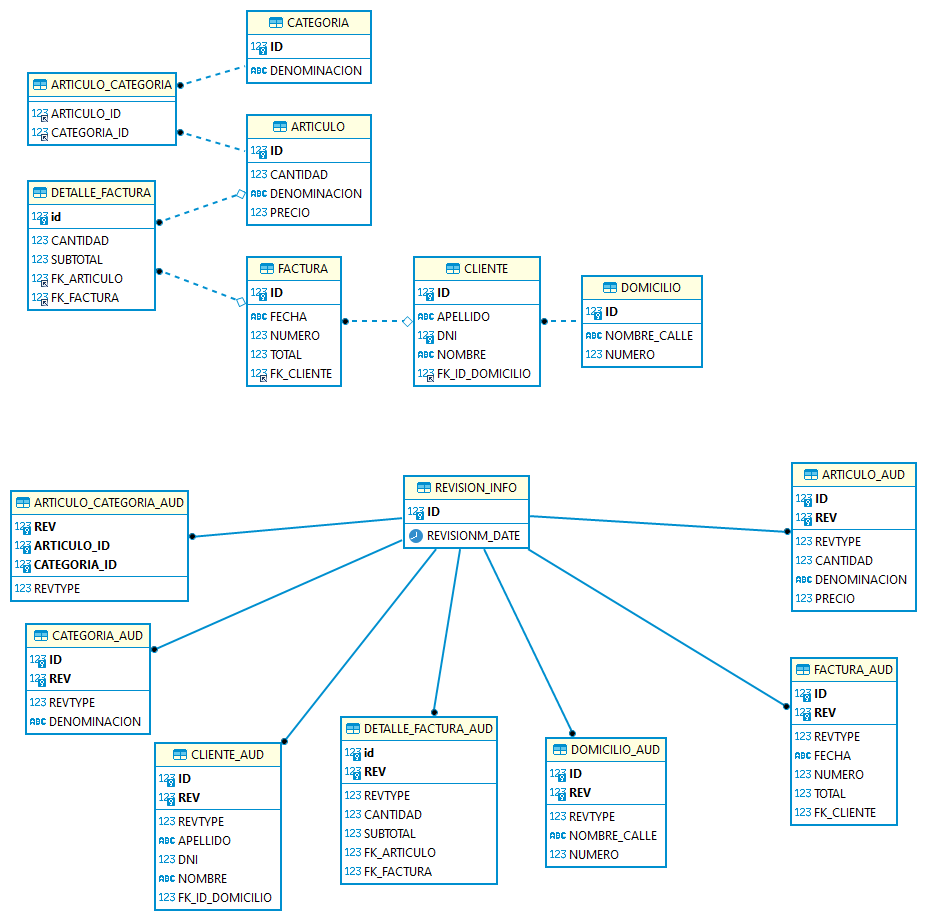 CATEGORIA
123 ID
ABC DENOMINACION
ARTICULO_CATEGORIA
123 ARTICULO_ID
123 CATEGORIA_ID
ARTICULO
123 ID
123 CANTIDAD
ABC DENOMINACION
123 PRECIO
DETALLE_FACTURA
123 id
123 CANTIDAD
123 SUBTOTAL
123 FK_ARTICULO
123 FK_FACTURA
FACTURA
123 ID
ABC FECHA
123 NUMERO
123 TOTAL
123 FK_CLIENTE
CLIENTE
123 ID
ABC APELLIDO
123 DNI
ABC NOMBRE
123 FK_ID_DOMICILIO
DOMICILIO
123 ID
ABC NOMBRE_CALLE
123 NUMERO
REVISION_INFO
123 ID
REVISIONM_DATE
ARTICULO_CATEGORIA_AUD
123 REV
123 ARTICULO_ID
123 CATEGORIA_ID
123 REVTYPE
ARTICULO_AUD
123 ID
123 REV
123 REVTYPE
123 CANTIDAD
ABC DENOMINACION
123 PRECIO
CATEGORIA_AUD
123 ID
123 REV
123 REVTYPE
ABC DENOMINACION
CLIENTE_AUD
123 ID
123 REV
123 REVTYPE
ABC APELLIDO
123 DNI
ABC NOMBRE
123 FK_ID_DOMICILIO
DETALLE_FACTURA_AUD
123 id
123 REV
123 REVTYPE
123 CANTIDAD
123 SUBTOTAL
123 FK_ARTICULO
123 FK_FACTURA
DOMICILIO_AUD
123 ID
123 REV
123 REVTYPE
ABC NOMBRE_CALLE
123 NUMERO
FACTURA_AUD
123 ID
123 REV
123 REVTYPE
ABC FECHA
123 NUMERO
123 TOTAL
123 FK_CLIENTE